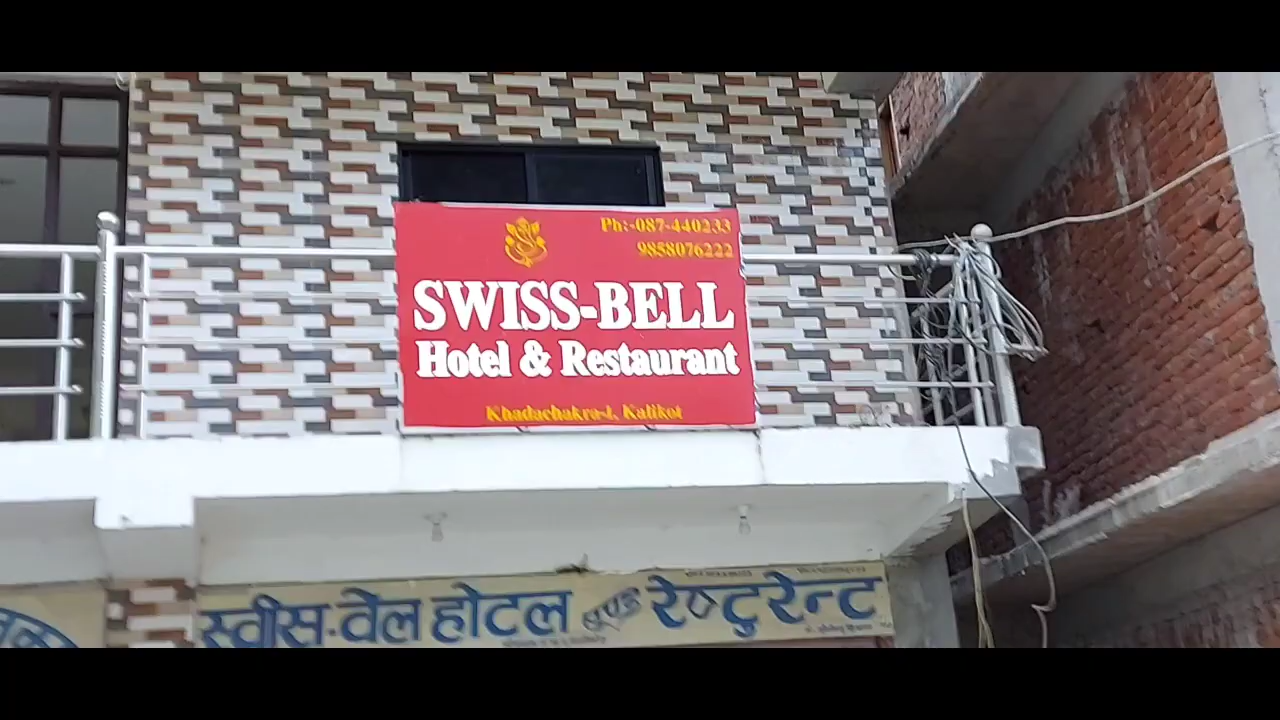 Ph:-087-440233
9858076222
SWISS-BELL
Hotel & Restaurant
Khadachakra-1, Kalikot
स्वीस-वेल होटल एण्ड रेष्टुरेन्ट